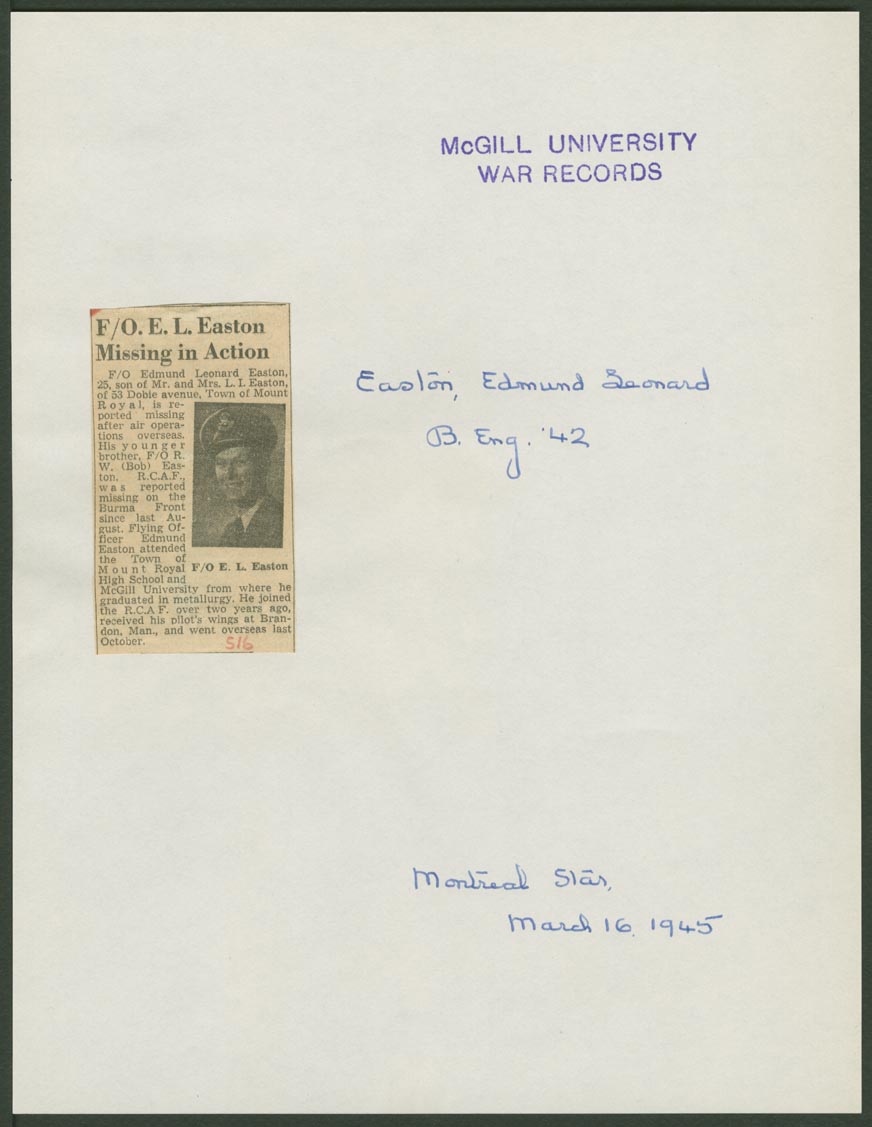 McGILL UNIVERSITY
WAR RECORDS
F/O. E. L. Easton
Missing in Action
F/O Edmund Leonard Easton,
25, son of Mr. and Mrs. L. I. Easton,
of 53 Dobie avenue, Town of Mount
Royal, is re-
ported missing
after air opera-
tions overseas.
His younger
brother, F/O R.
W. (Bob) Eas-
ton, R.C.A.F.,
was reported
missing on the
Burma Front
since last Au-
gust. Flying Of-
ficer Edmund
Easton attended
the Town of
Mount Royal
High School and
McGill University from where he
graduated in metallurgy. He joined
the R.C.A.F. over two years ago,
received his pilot's wings at Bran-
don, Man., and went overseas last
October.
F/O E. L. Easton
S16
Easton, Edmund Leonard
B. Eng. '42
Montreal Star,
March 16, 1945